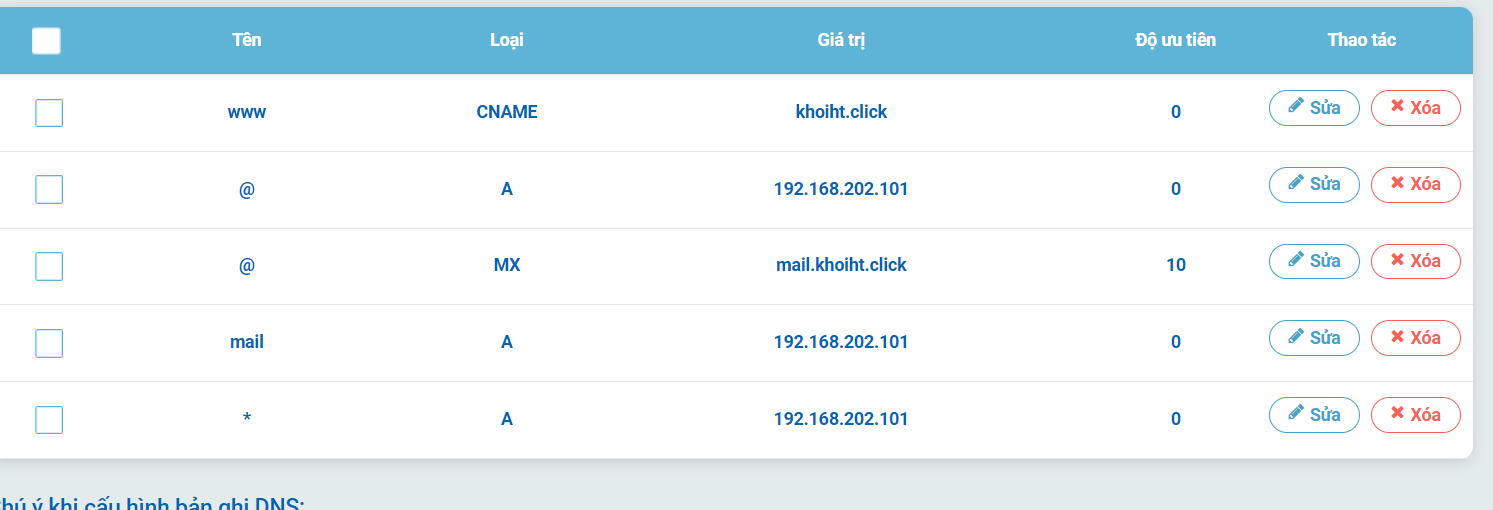 Tên Loại Giá trị Độ ưu tiên Thao tác
www CNAME khoiht.click 0 Sửa Xóa
@ A 192.168.202.101 0 Sửa Xóa
@ MX mail.khoiht.click 10 Sửa Xóa
mail A 192.168.202.101 0 Sửa Xóa
* A 192.168.202.101 0 Sửa Xóa
hú ý khi cấu hình bản ghi DNS: